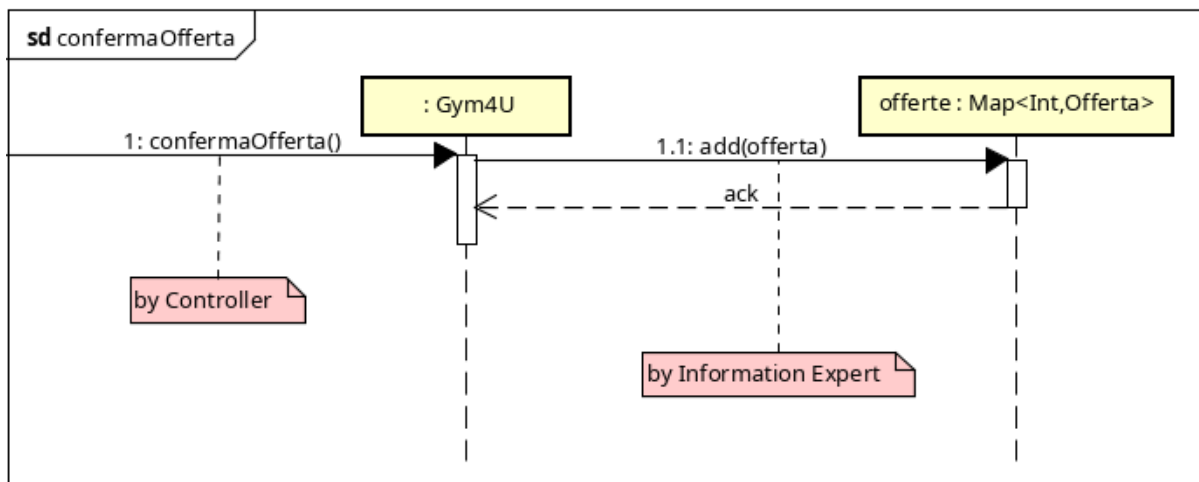 sd confermaOfferta
: Gym4U
offerte : Map<Int,Offerta>
1: confermaOfferta()
1.1: add(offerta)
ack
by Controller
by Information Expert